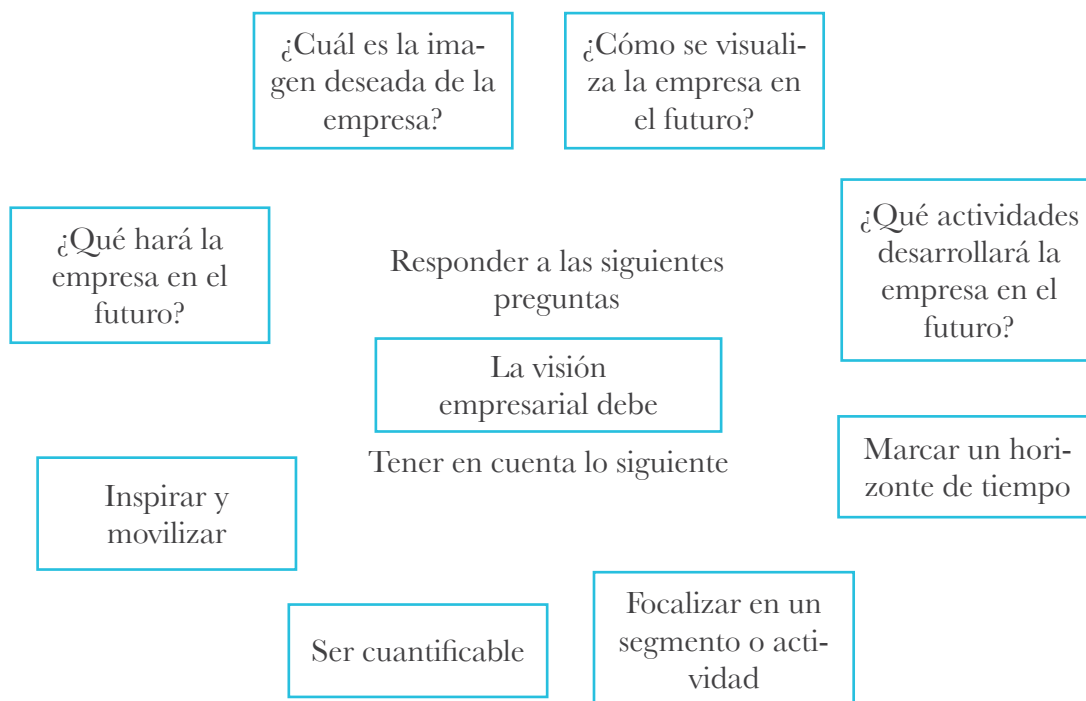 ¿Cuál es la ima-
gen deseada de la
empresa?
¿Cómo se visuali-
za la empresa en
el futuro?
¿Qué hará la
empresa en el
futuro?
Responder a las siguientes
preguntas
¿Qué actividades
desarrollará la
empresa en el
futuro?
La visión
empresarial debe
Tener en cuenta lo siguiente
Inspirar y
movilizar
Marcar un hori-
zonte de tiempo
Ser cuantificable
Focalizar en un
segmento o acti-
vidad